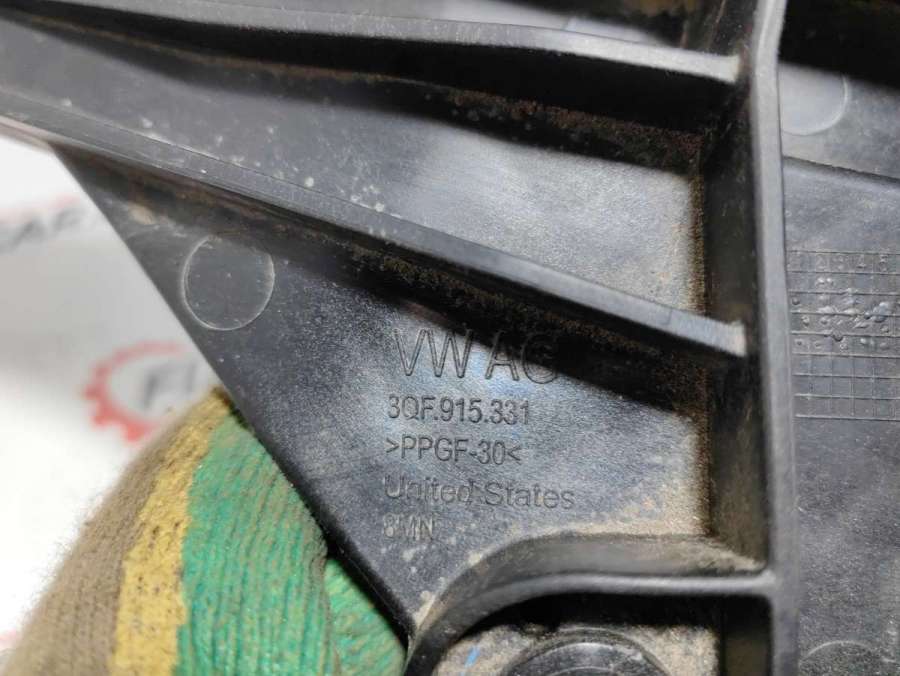 VW AG
3QF.915.331
>PPGF-30<
United States
8MN